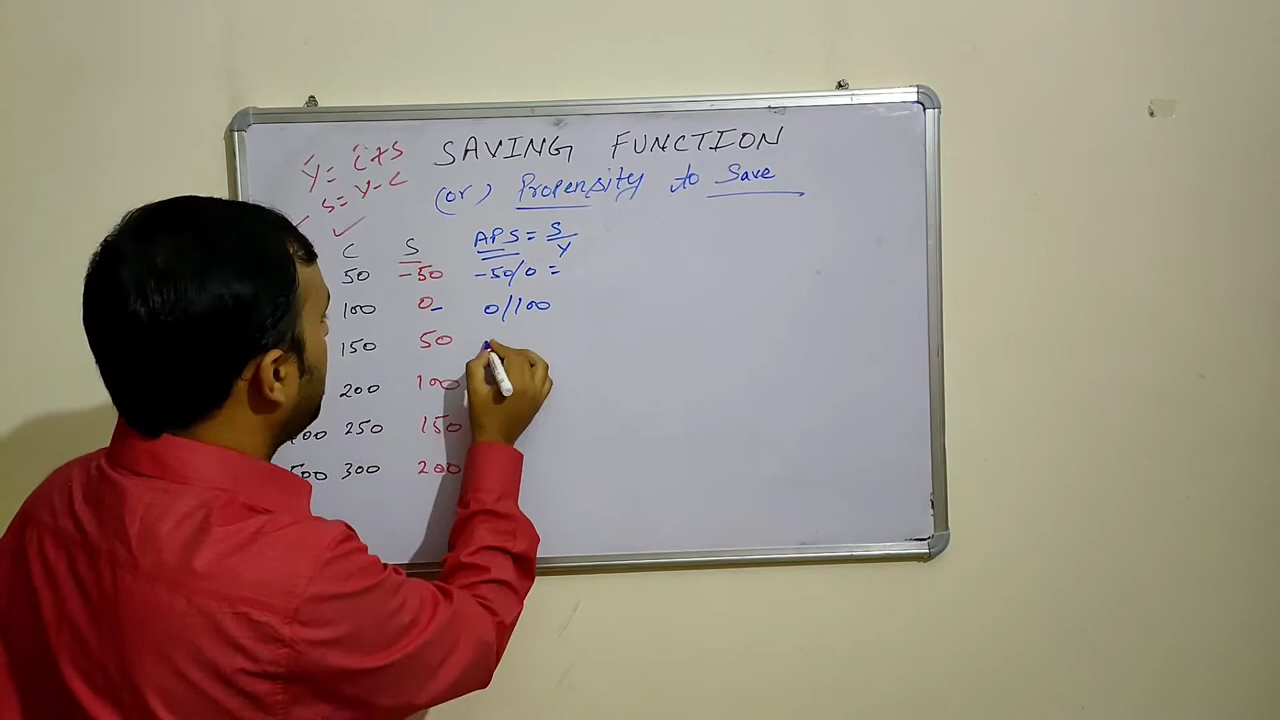 SAVING FUNCTION
(or) Propensity to Save
Y = C+S
S = Y-C
C S APS = S/Y
50 -50 -50/0 =
100 0- 0/100
150 50
200 100
250 150
500 300 200